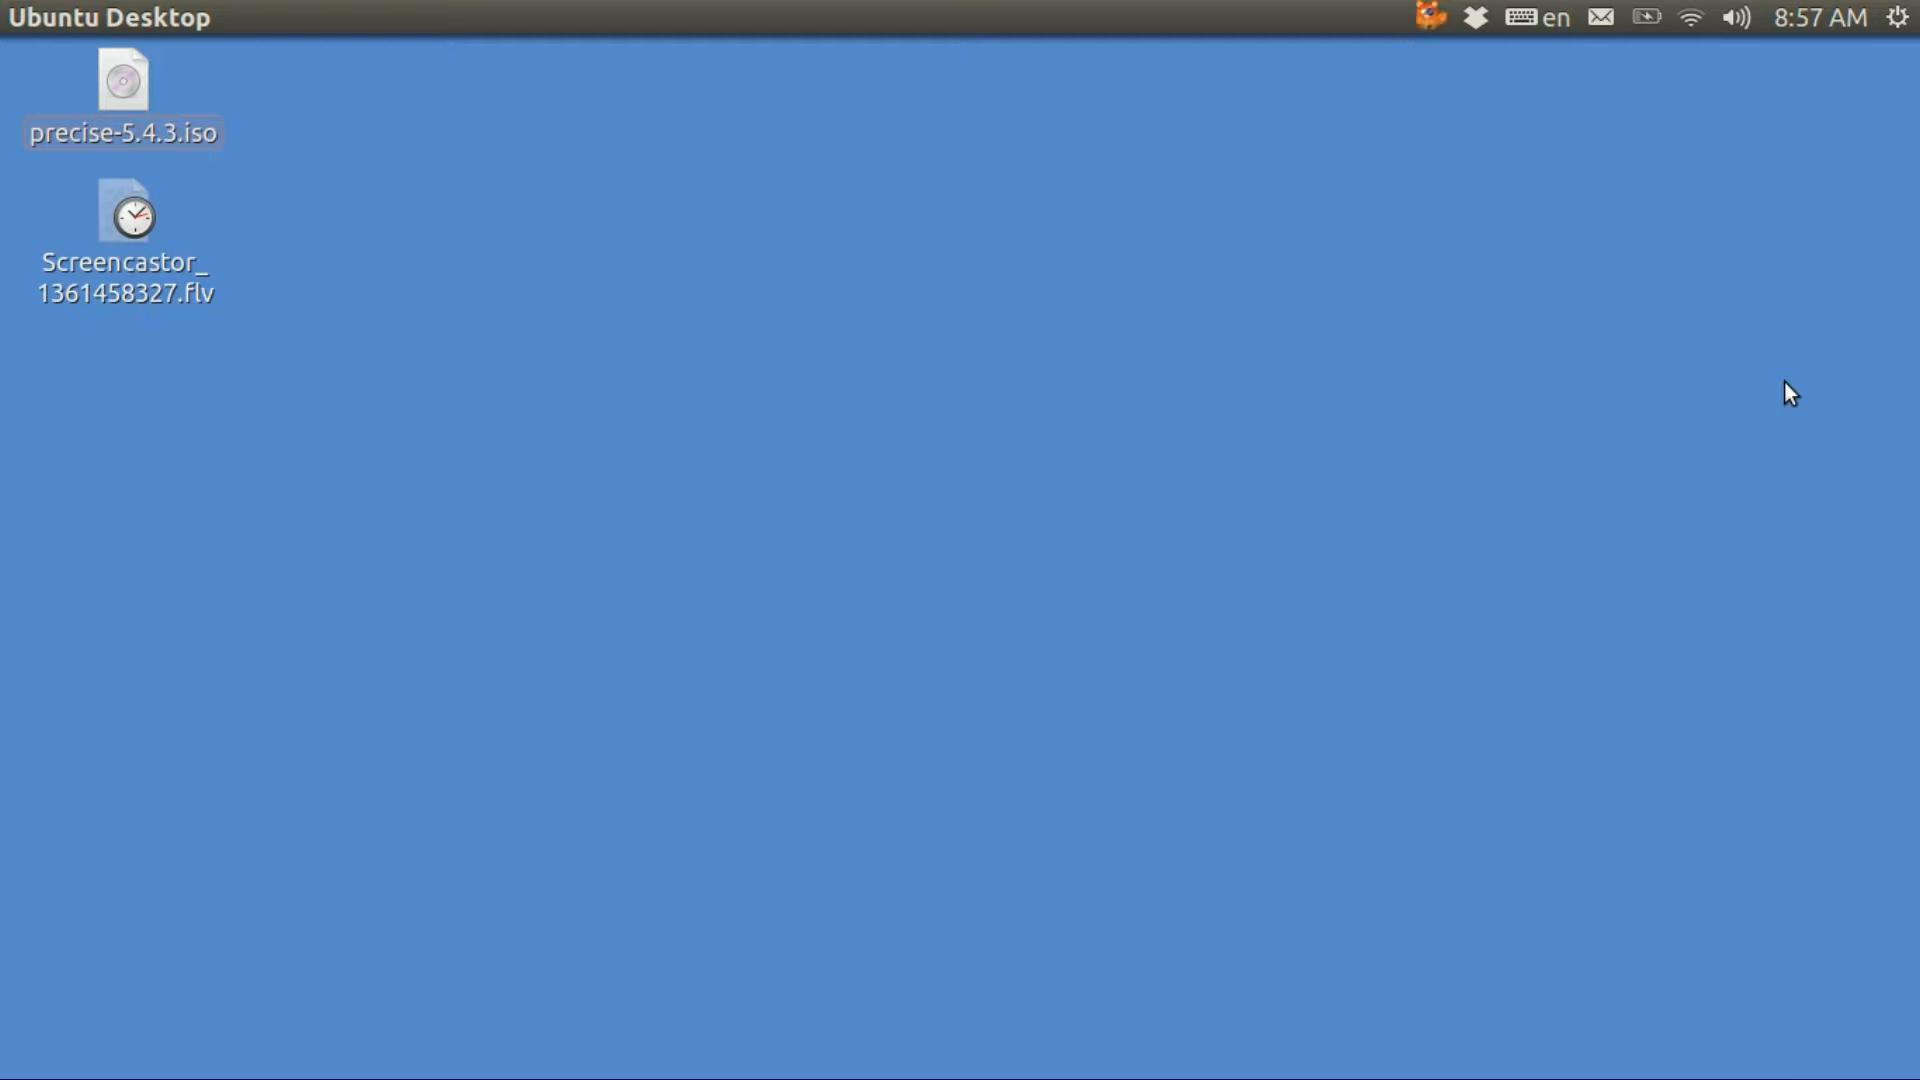 Ubuntu Desktop
en
8:57 AM
precise-5.4.3.iso
Screencastor_
1361458327.flv